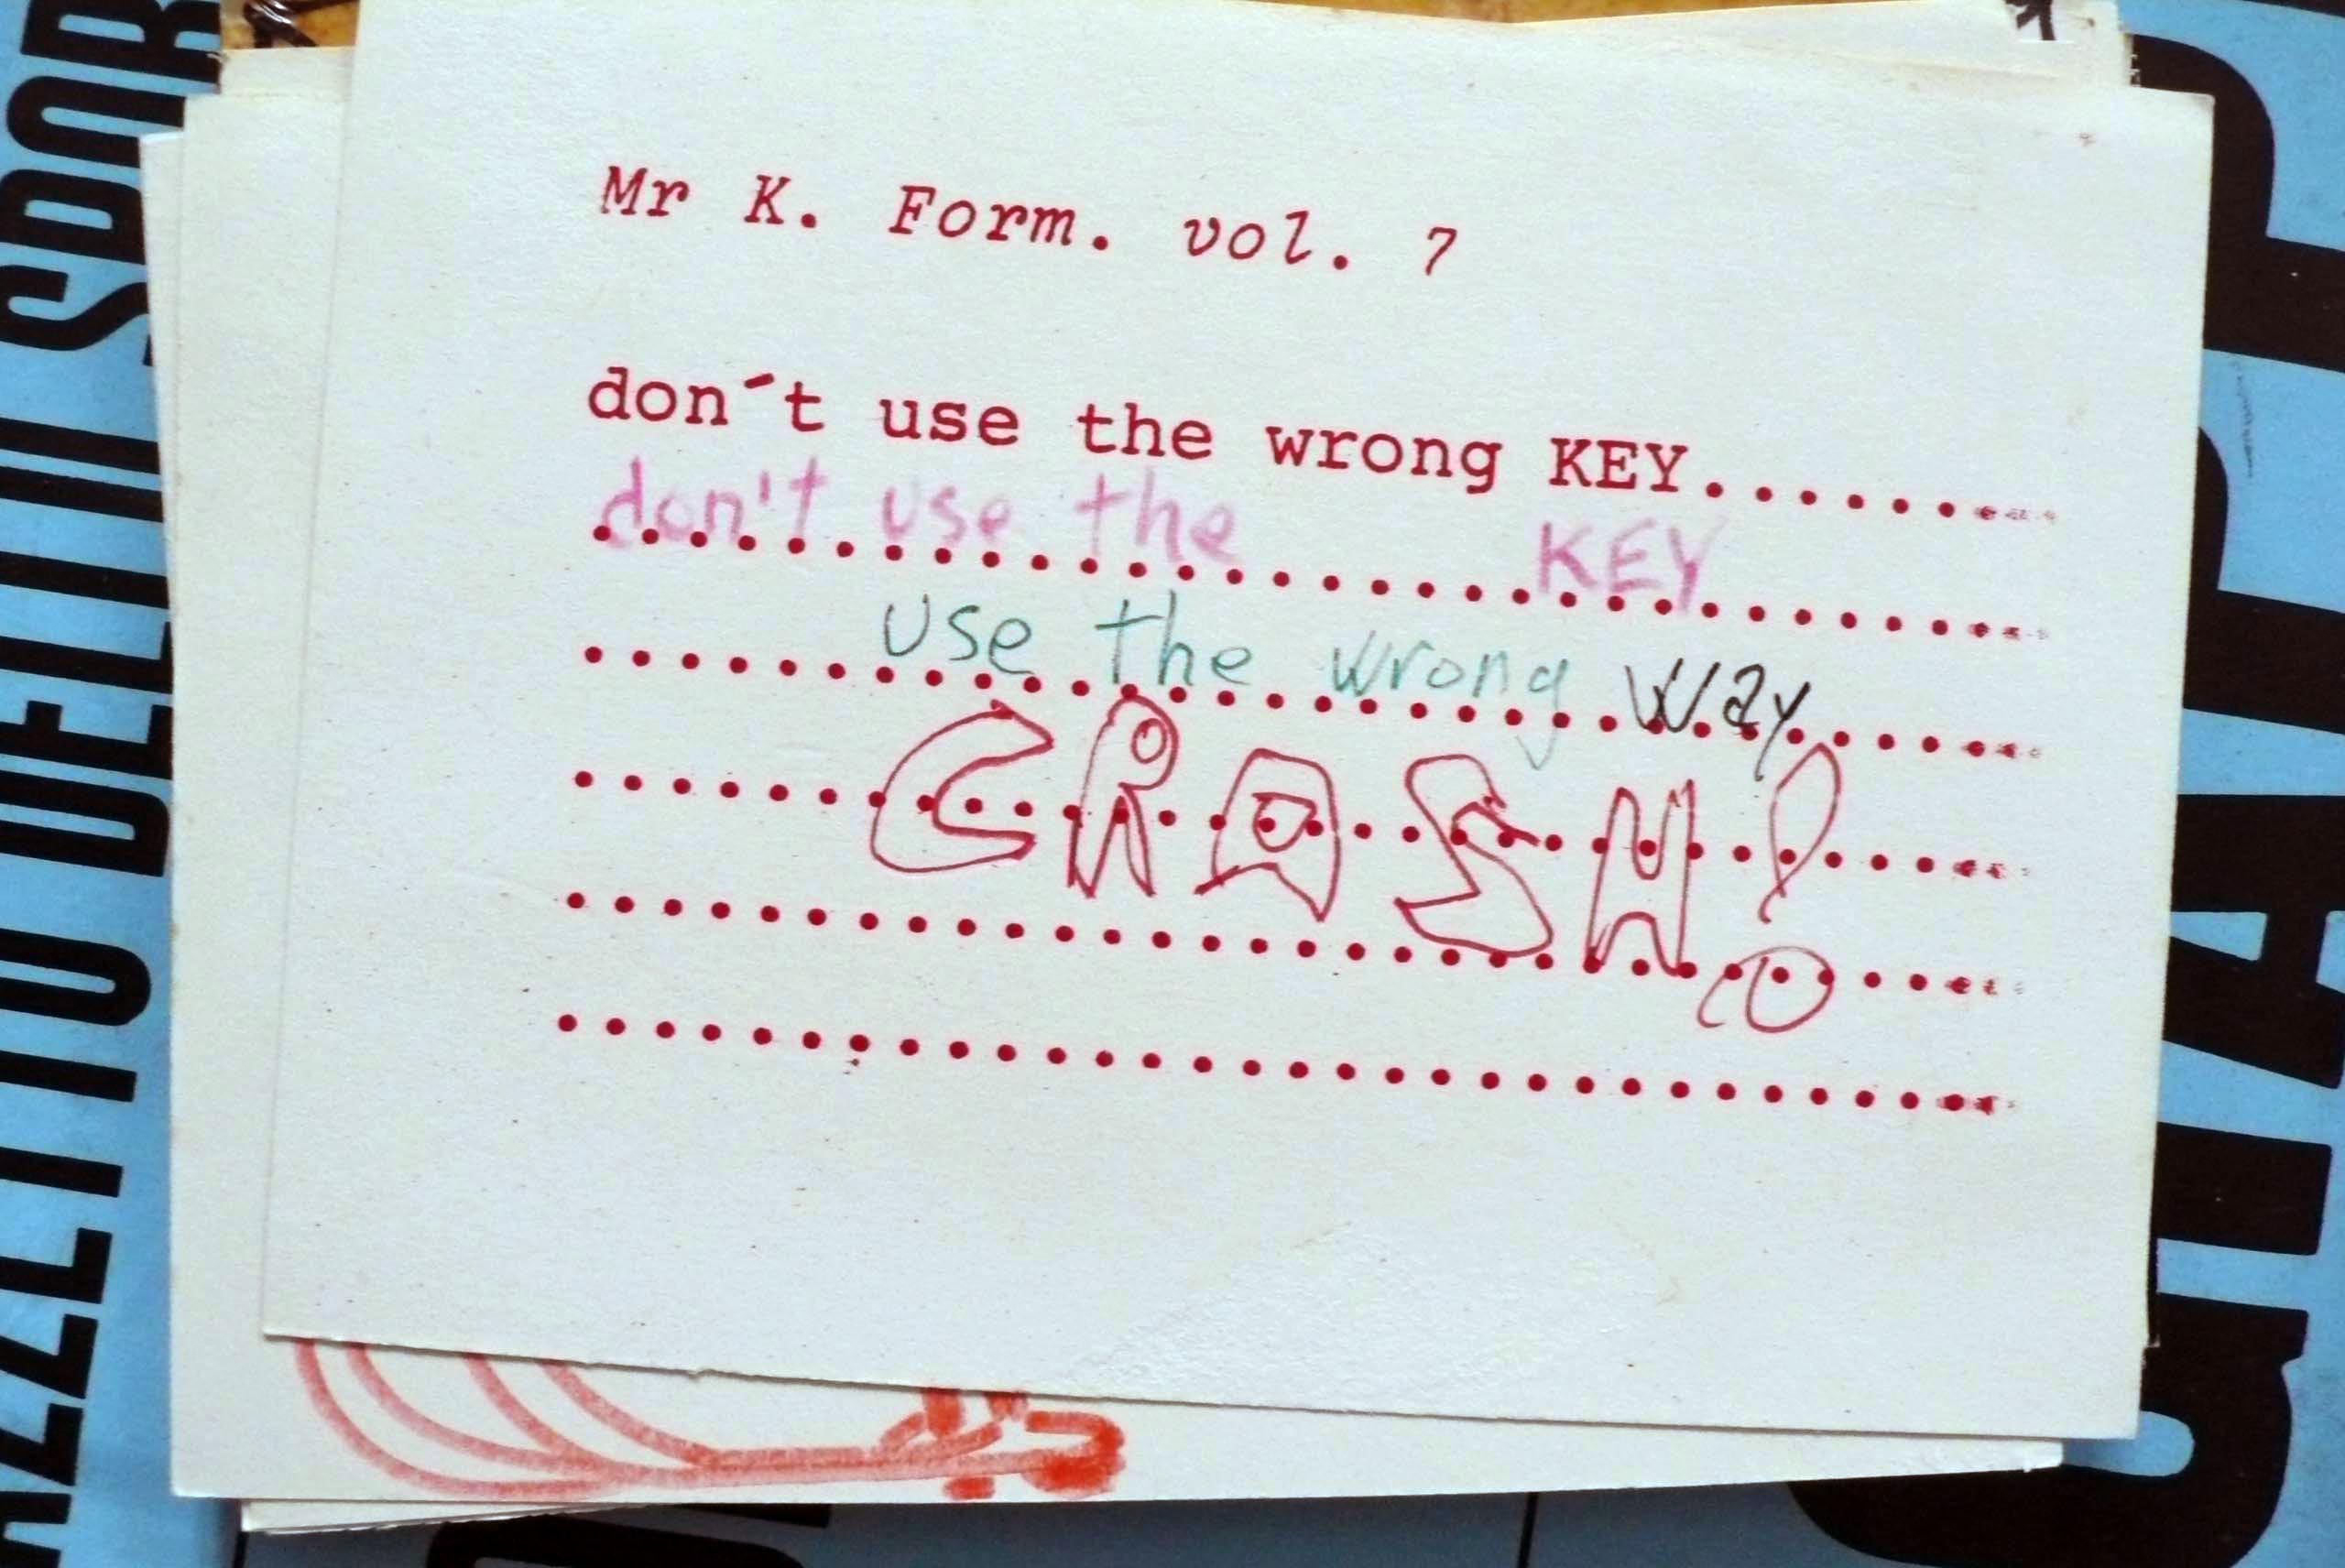 Mr K. Form. vol. 7
don´t use the wrong KEY.......
don't use the KEY
use the wrong way
CRASH!